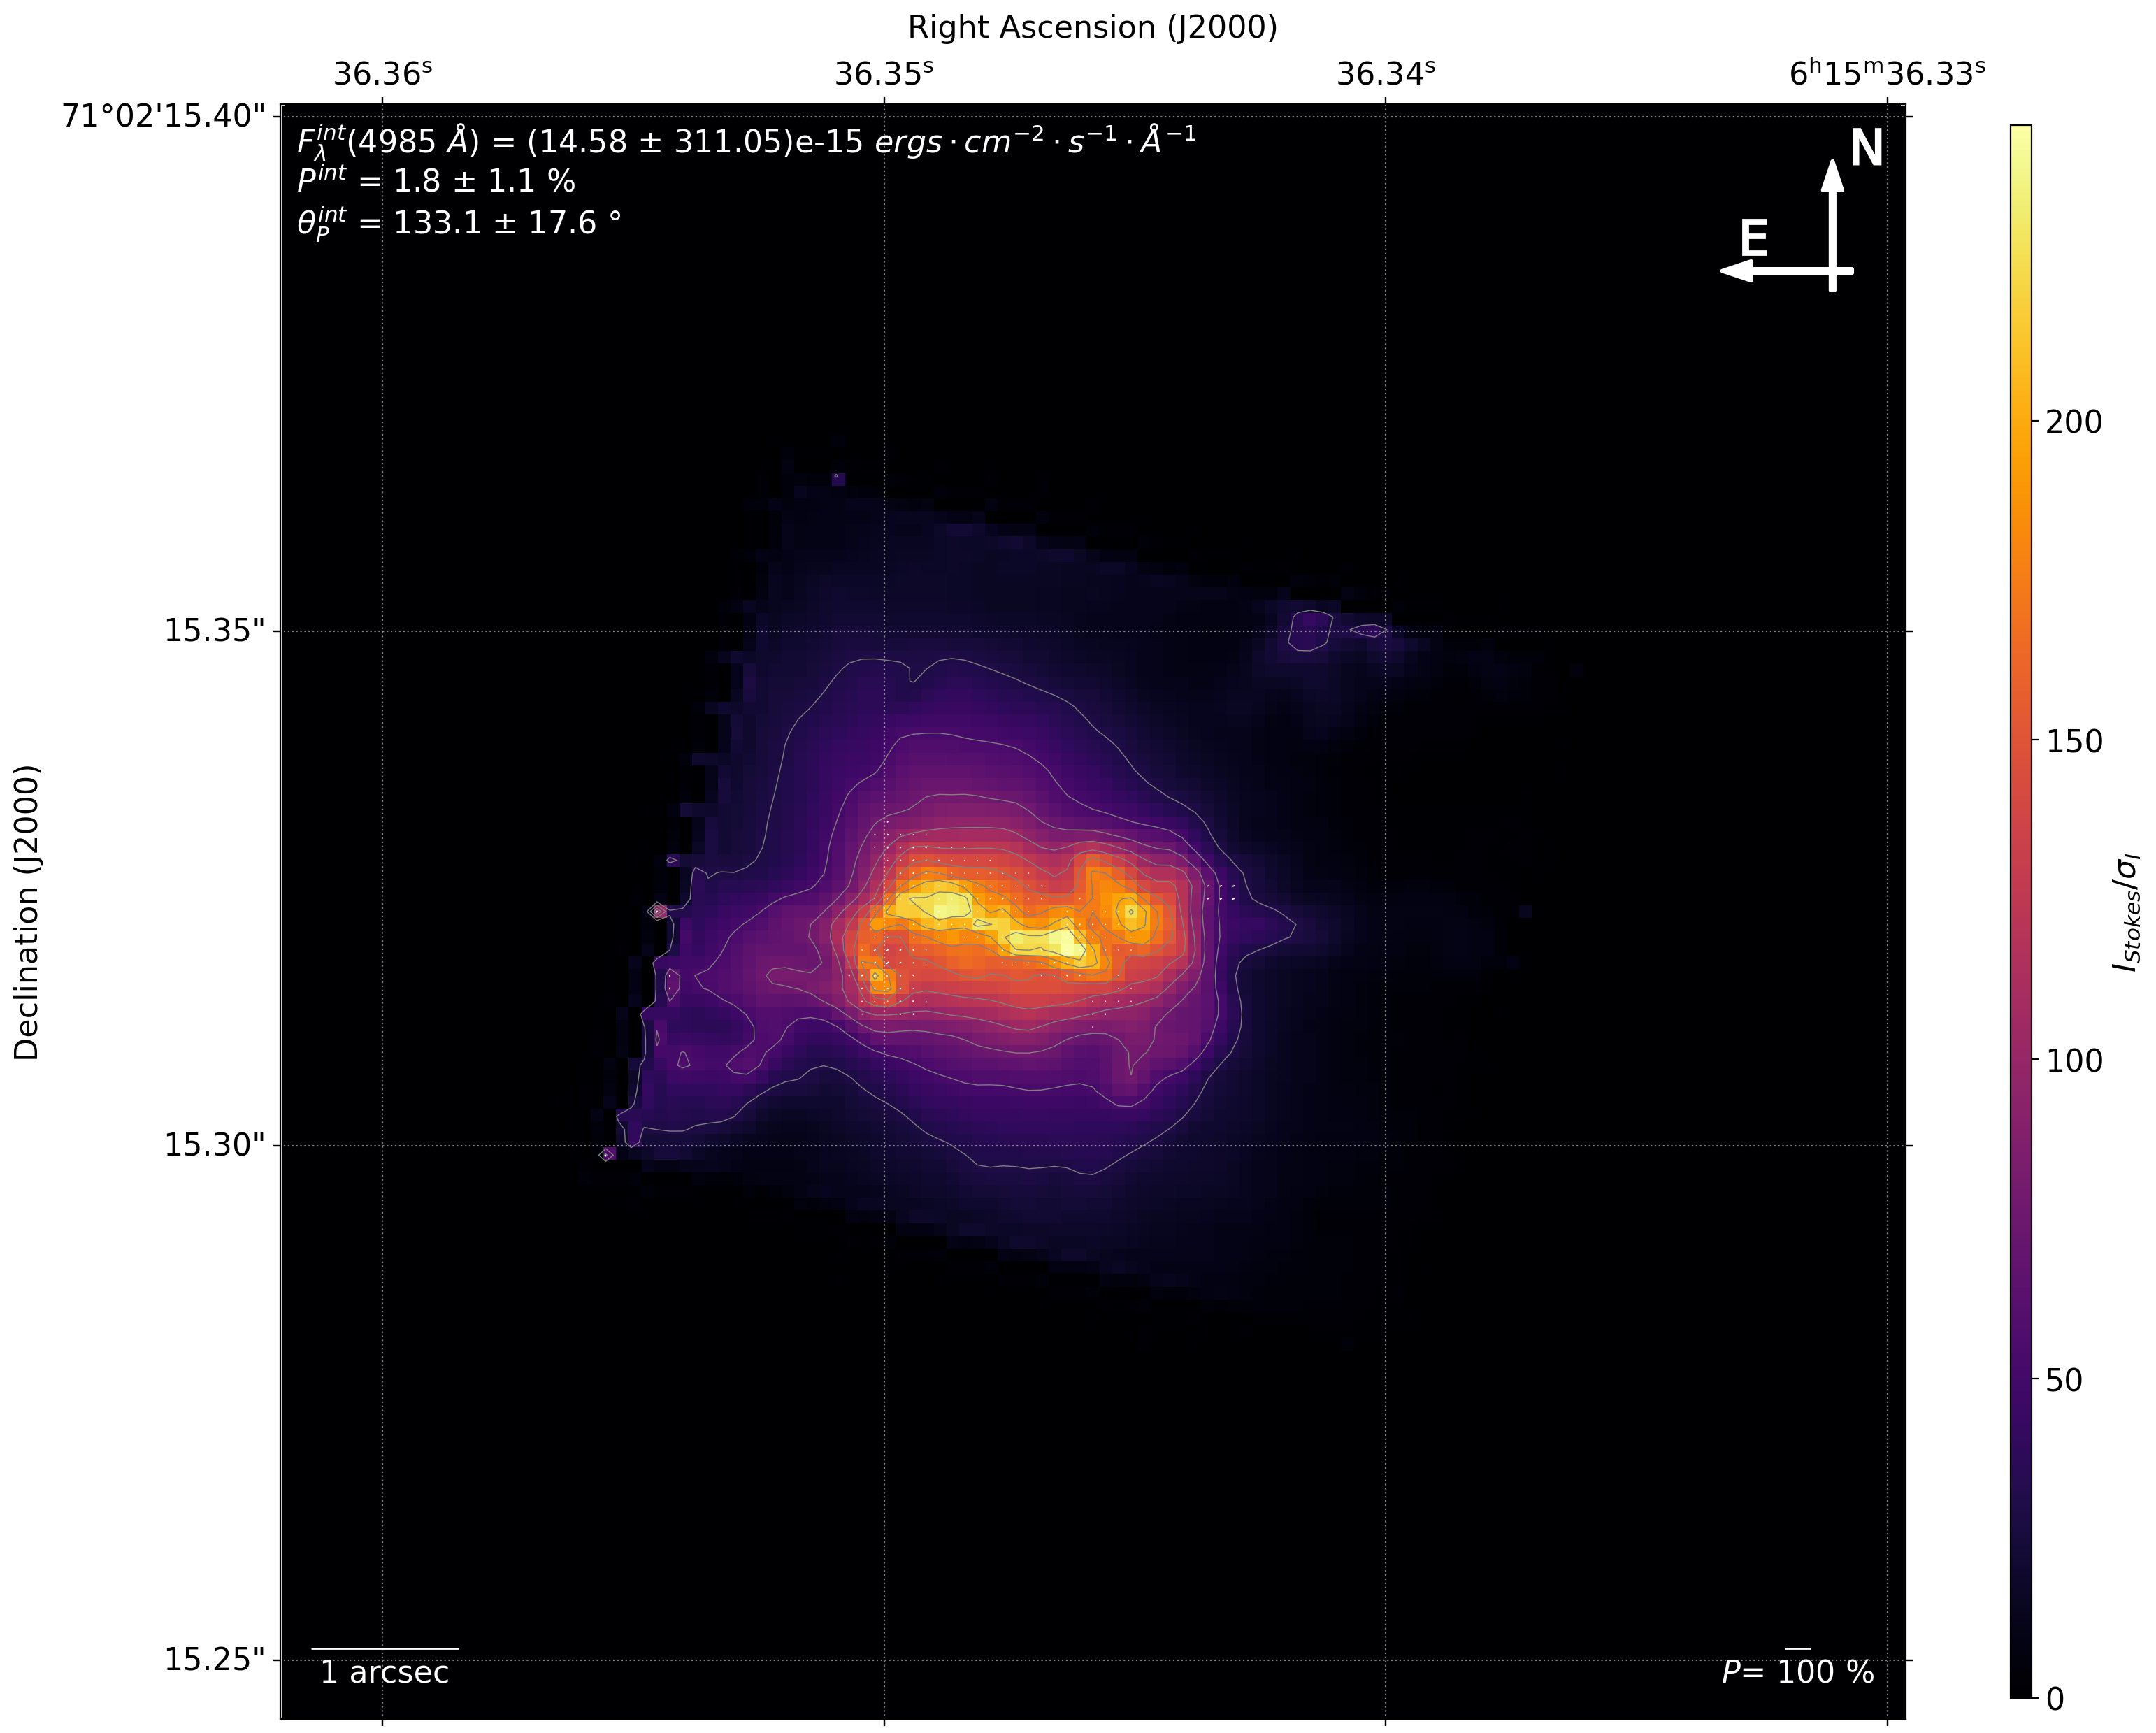 Right Ascension (J2000)
36.36ˢ 36.35ˢ 36.34ˢ 6ʰ15ᵐ36.33ˢ
71°02'15.40"
F_λ^int(4985 Å) = (14.58 ± 311.05)e-15 ergs · cm⁻² · s⁻¹ · Å⁻¹
P^int = 1.8 ± 1.1 %
θ_P^int = 133.1 ± 17.6 °
N
E
200
15.35"
150
Declination (J2000)
I_Stokes/σ_I
100
15.30"
50
15.25"
1 arcsec
P= 100 %
0